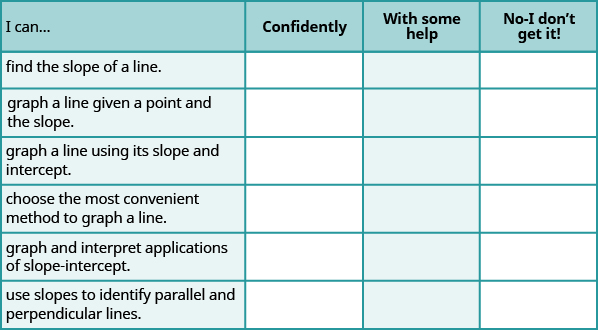 I can...
Confidently
With some
help
No-I don't
get it!
find the slope of a line.
graph a line given a point and
the slope.
graph a line using its slope and
intercept.
choose the most convenient
method to graph a line.
graph and interpret applications
of slope-intercept.
use slopes to identify parallel and
perpendicular lines.